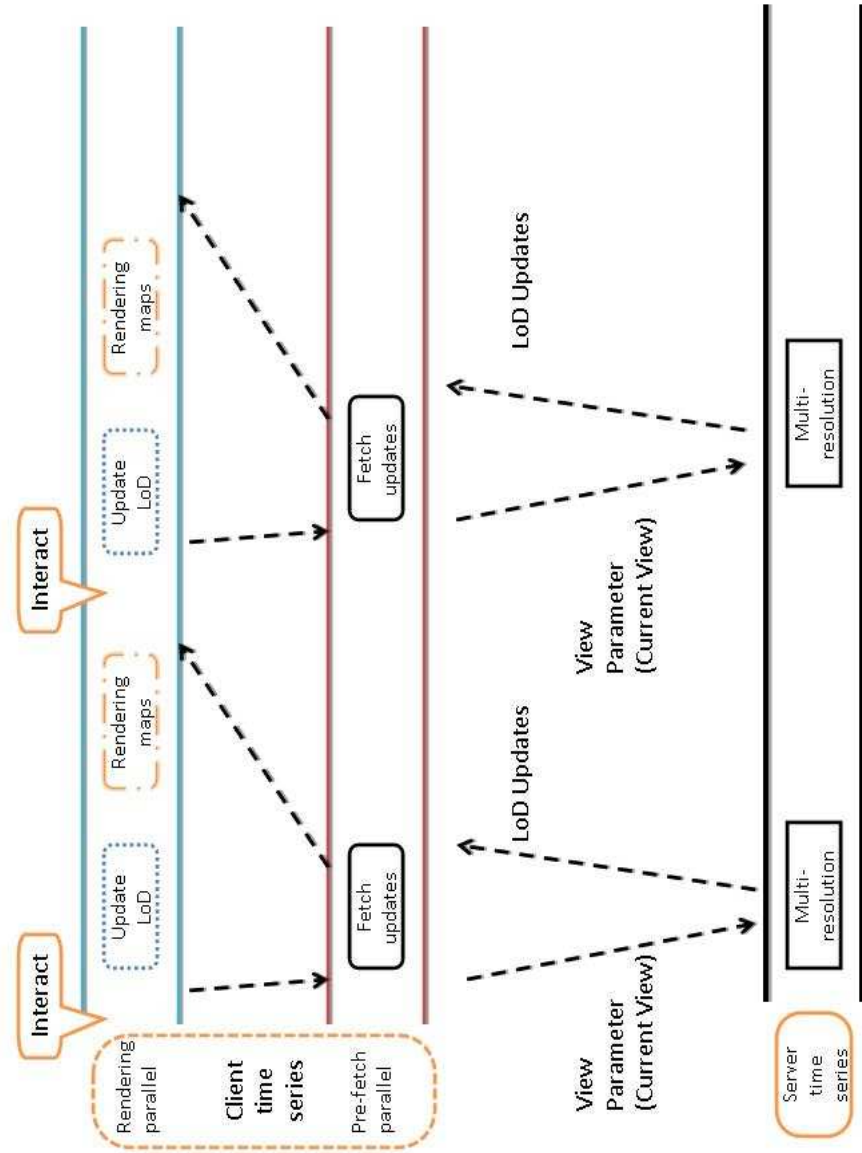 Interact
Interact
Rendering
parallel
Update
LoD
Rendering
maps
Update
LoD
Rendering
maps
Client
time
series
Pre-fetch
parallel
Fetch
updates
Fetch
updates
View
Parameter
(Current View)
LoD Updates
View
Parameter
(Current View)
LoD Updates
Server
time
series
Multi-
resolution
Multi-
resolution